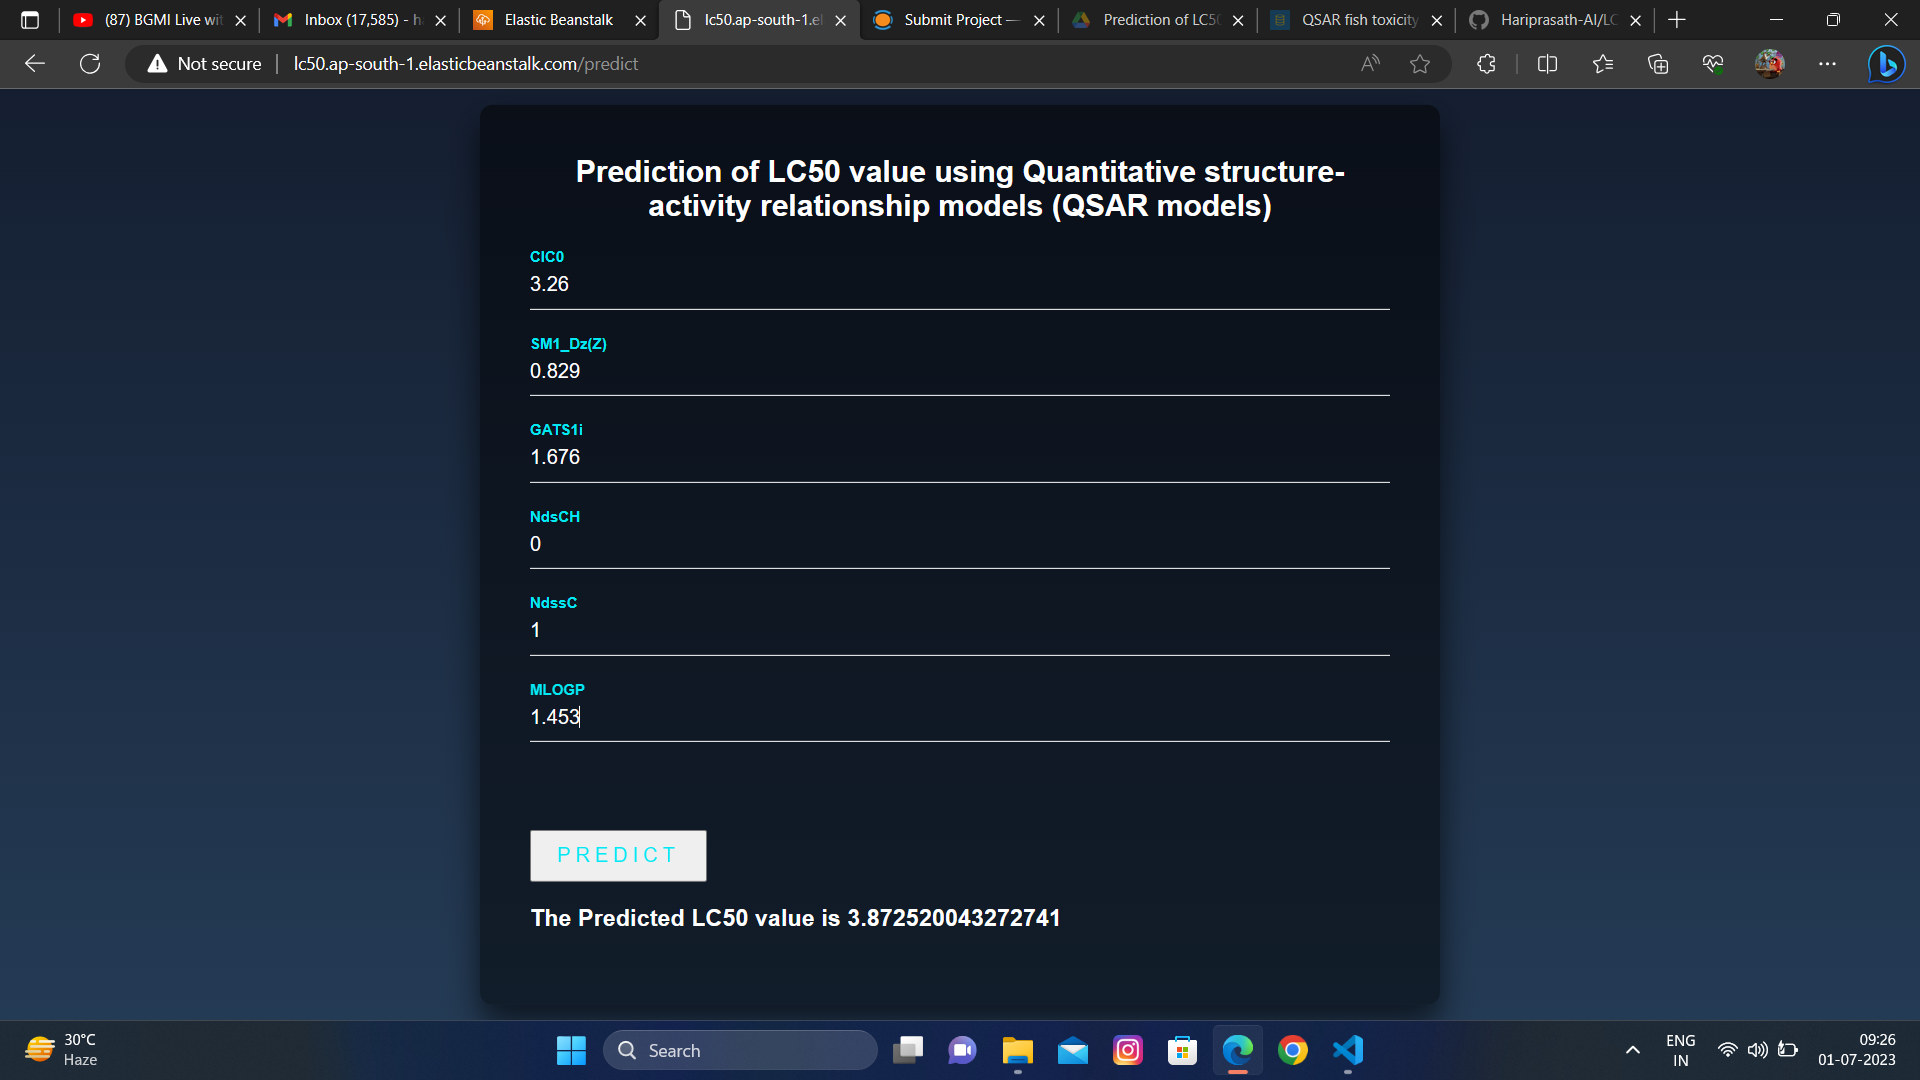 (87) BGMI Live wit
Inbox (17,585) - h
Elastic Beanstalk
lc50.ap-south-1.el
Submit Project —
Prediction of LC50
QSAR fish toxicity
Hariprasath-AI/LC
Not secure
lc50.ap-south-1.elasticbeanstalk.com/predict
Prediction of LC50 value using Quantitative structure-
activity relationship models (QSAR models)
CIC0
3.26
SM1_Dz(Z)
0.829
GATS1i
1.676
NdsCH
0
NdssC
1
MLOGP
1.453
PREDICT
The Predicted LC50 value is 3.872520043272741
30°C
Haze
Search
ENG
IN
09:26
01-07-2023